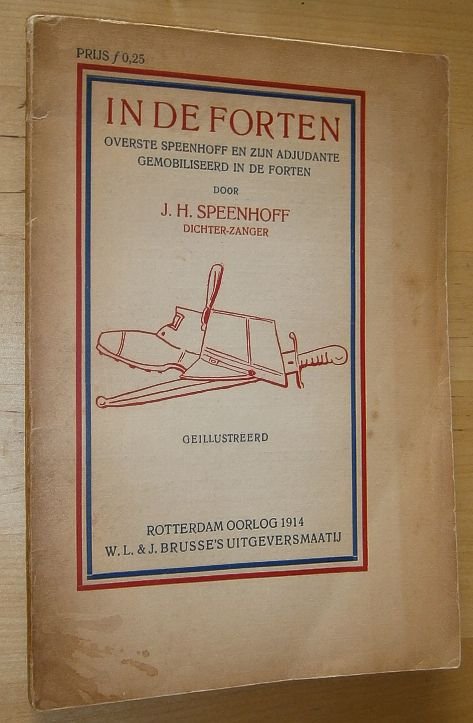 PRIJS ƒ 0,25
IN DE FORTEN
OVERSTE SPEENHOFF EN ZIJN ADJUDANTE
GEMOBILISEERD IN DE FORTEN
DOOR
J. H. SPEENHOFF
DICHTER-ZANGER
GEILLUSTREERD
ROTTERDAM OORLOG 1914
W. L. & J. BRUSSE'S UITGEVERSMAATIJ